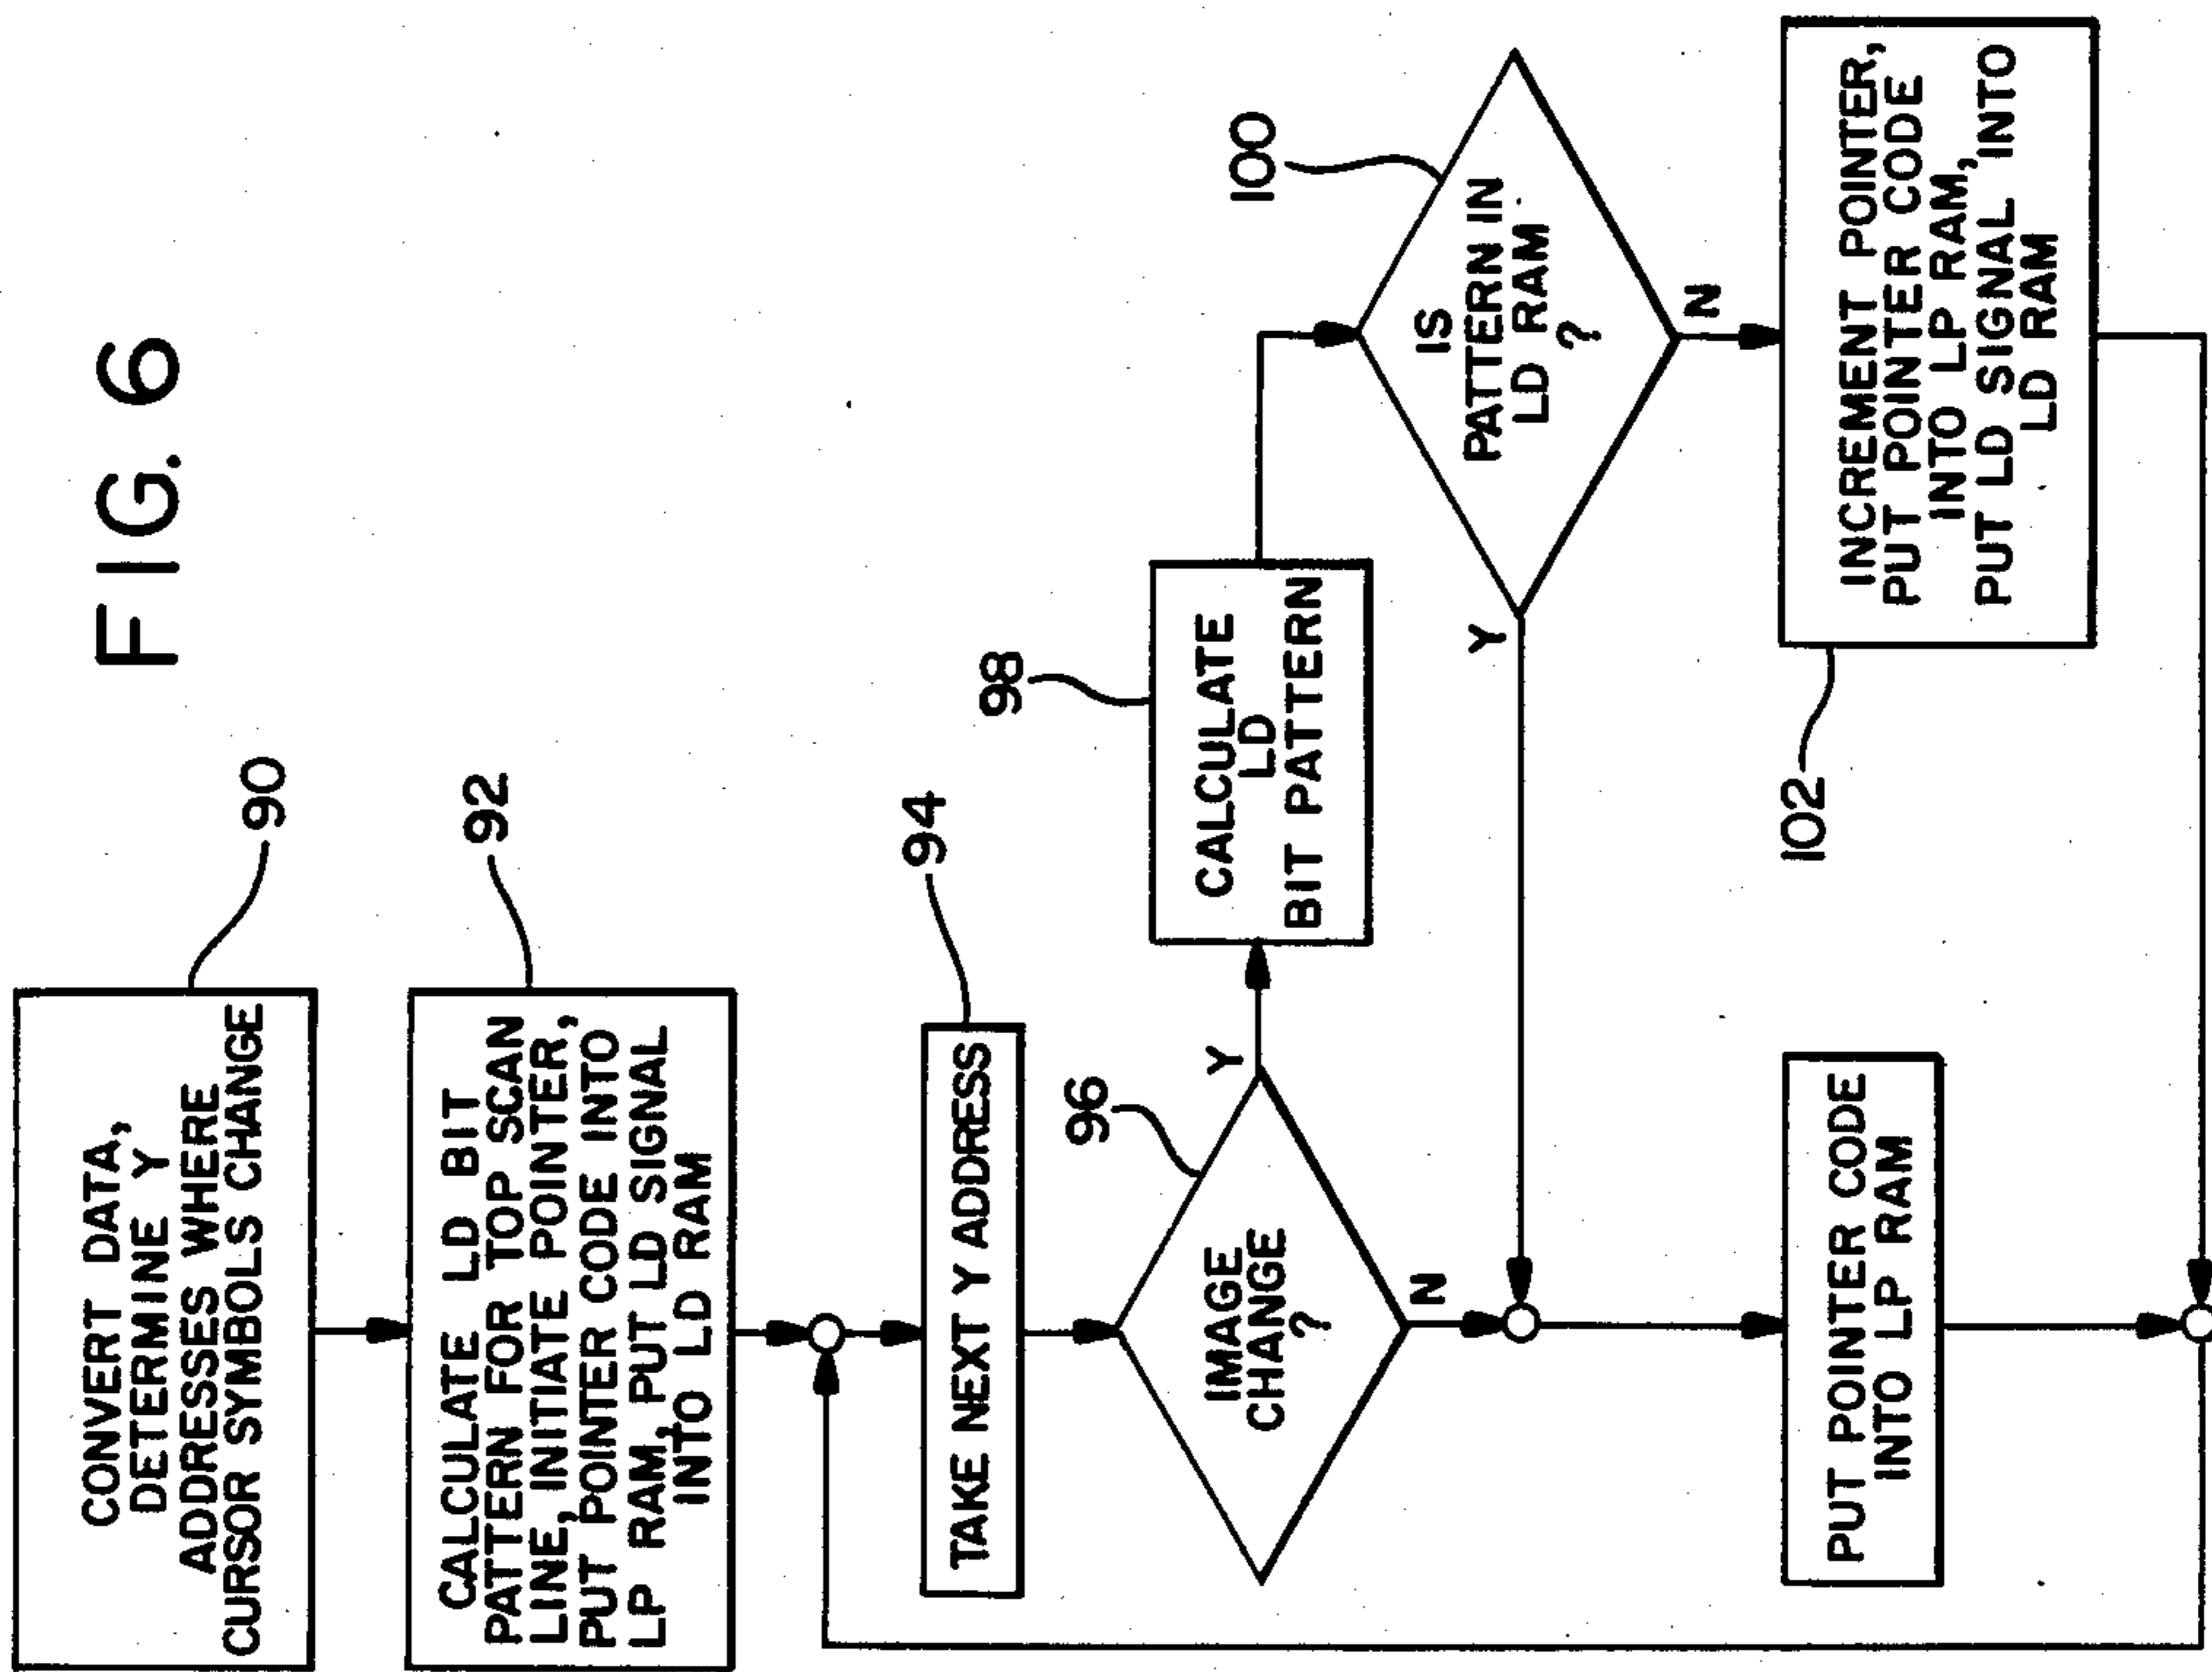 FIG. 6
CONVERT DATA,
DETERMINE Y
ADDRESSES WHERE
CURSOR SYMBOLS CHANGE
90
CALCULATE LD BIT
PATTERN FOR TOP SCAN
LINE, INITIATE POINTER,
PUT POINTER CODE INTO
LP RAM, PUT LD SIGNAL
INTO LD RAM
92
TAKE NEXT Y ADDRESS
94
IMAGE
CHANGE
?
96
Y
N
CALCULATE
LD
BIT PATTERN
98
IS
PATTERN IN
LD RAM
?
100
Y
N
PUT POINTER CODE
INTO LP RAM
INCREMENT POINTER,
PUT POINTER CODE
INTO LP RAM,
PUT LD SIGNAL INTO
LD RAM
102